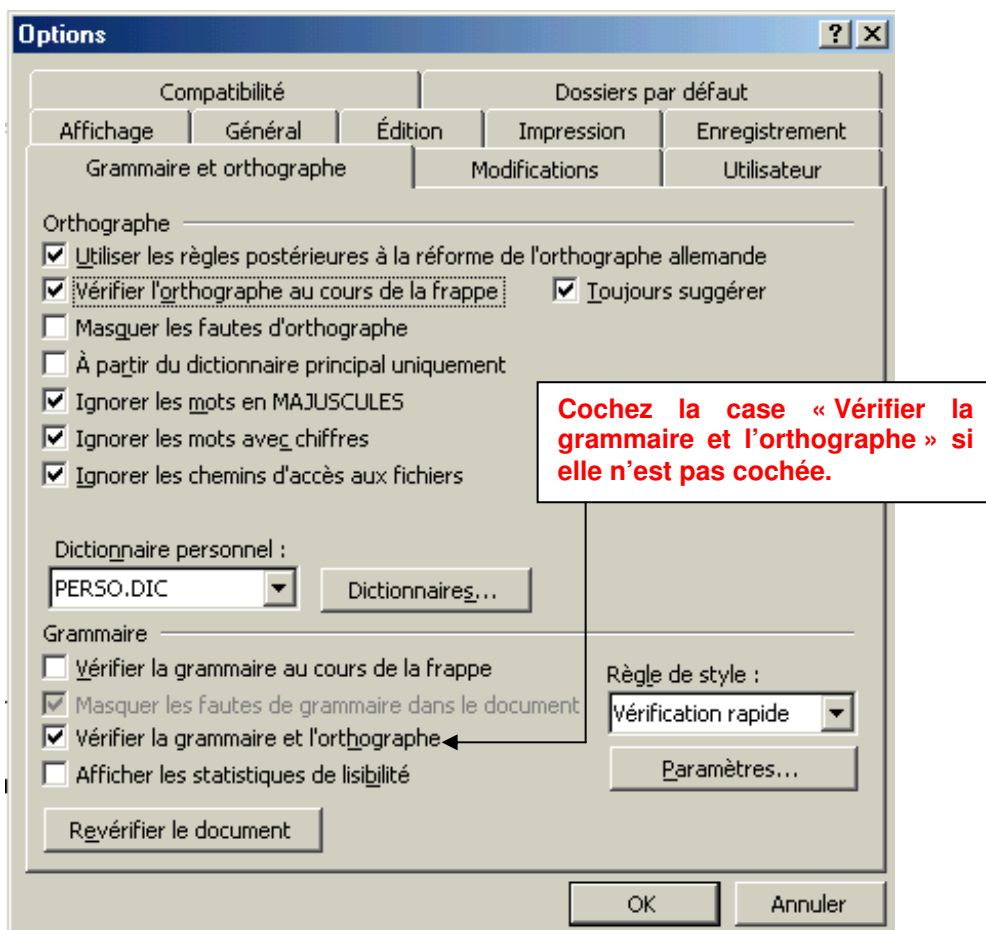 Options
Compatibilité Dossiers par défaut
Affichage Général Édition Impression Enregistrement
Grammaire et orthographe Modifications Utilisateur
Orthographe
Utiliser les règles postérieures à la réforme de l'orthographe allemande
Vérifier l'orthographe au cours de la frappe Toujours suggérer
Masquer les fautes d'orthographe
À partir du dictionnaire principal uniquement
Ignorer les mots en MAJUSCULES
Ignorer les mots avec chiffres
Ignorer les chemins d'accès aux fichiers
Cochez la case « Vérifier la
grammaire et l'orthographe » si
elle n'est pas cochée.
Dictionnaire personnel :
PERSO.DIC Dictionnaires...
Grammaire
Vérifier la grammaire au cours de la frappe
Masquer les fautes de grammaire dans le document
Vérifier la grammaire et l'orthographe
Afficher les statistiques de lisibilité
Règle de style :
Vérification rapide
Paramètres...
Revérifier le document
OK Annuler